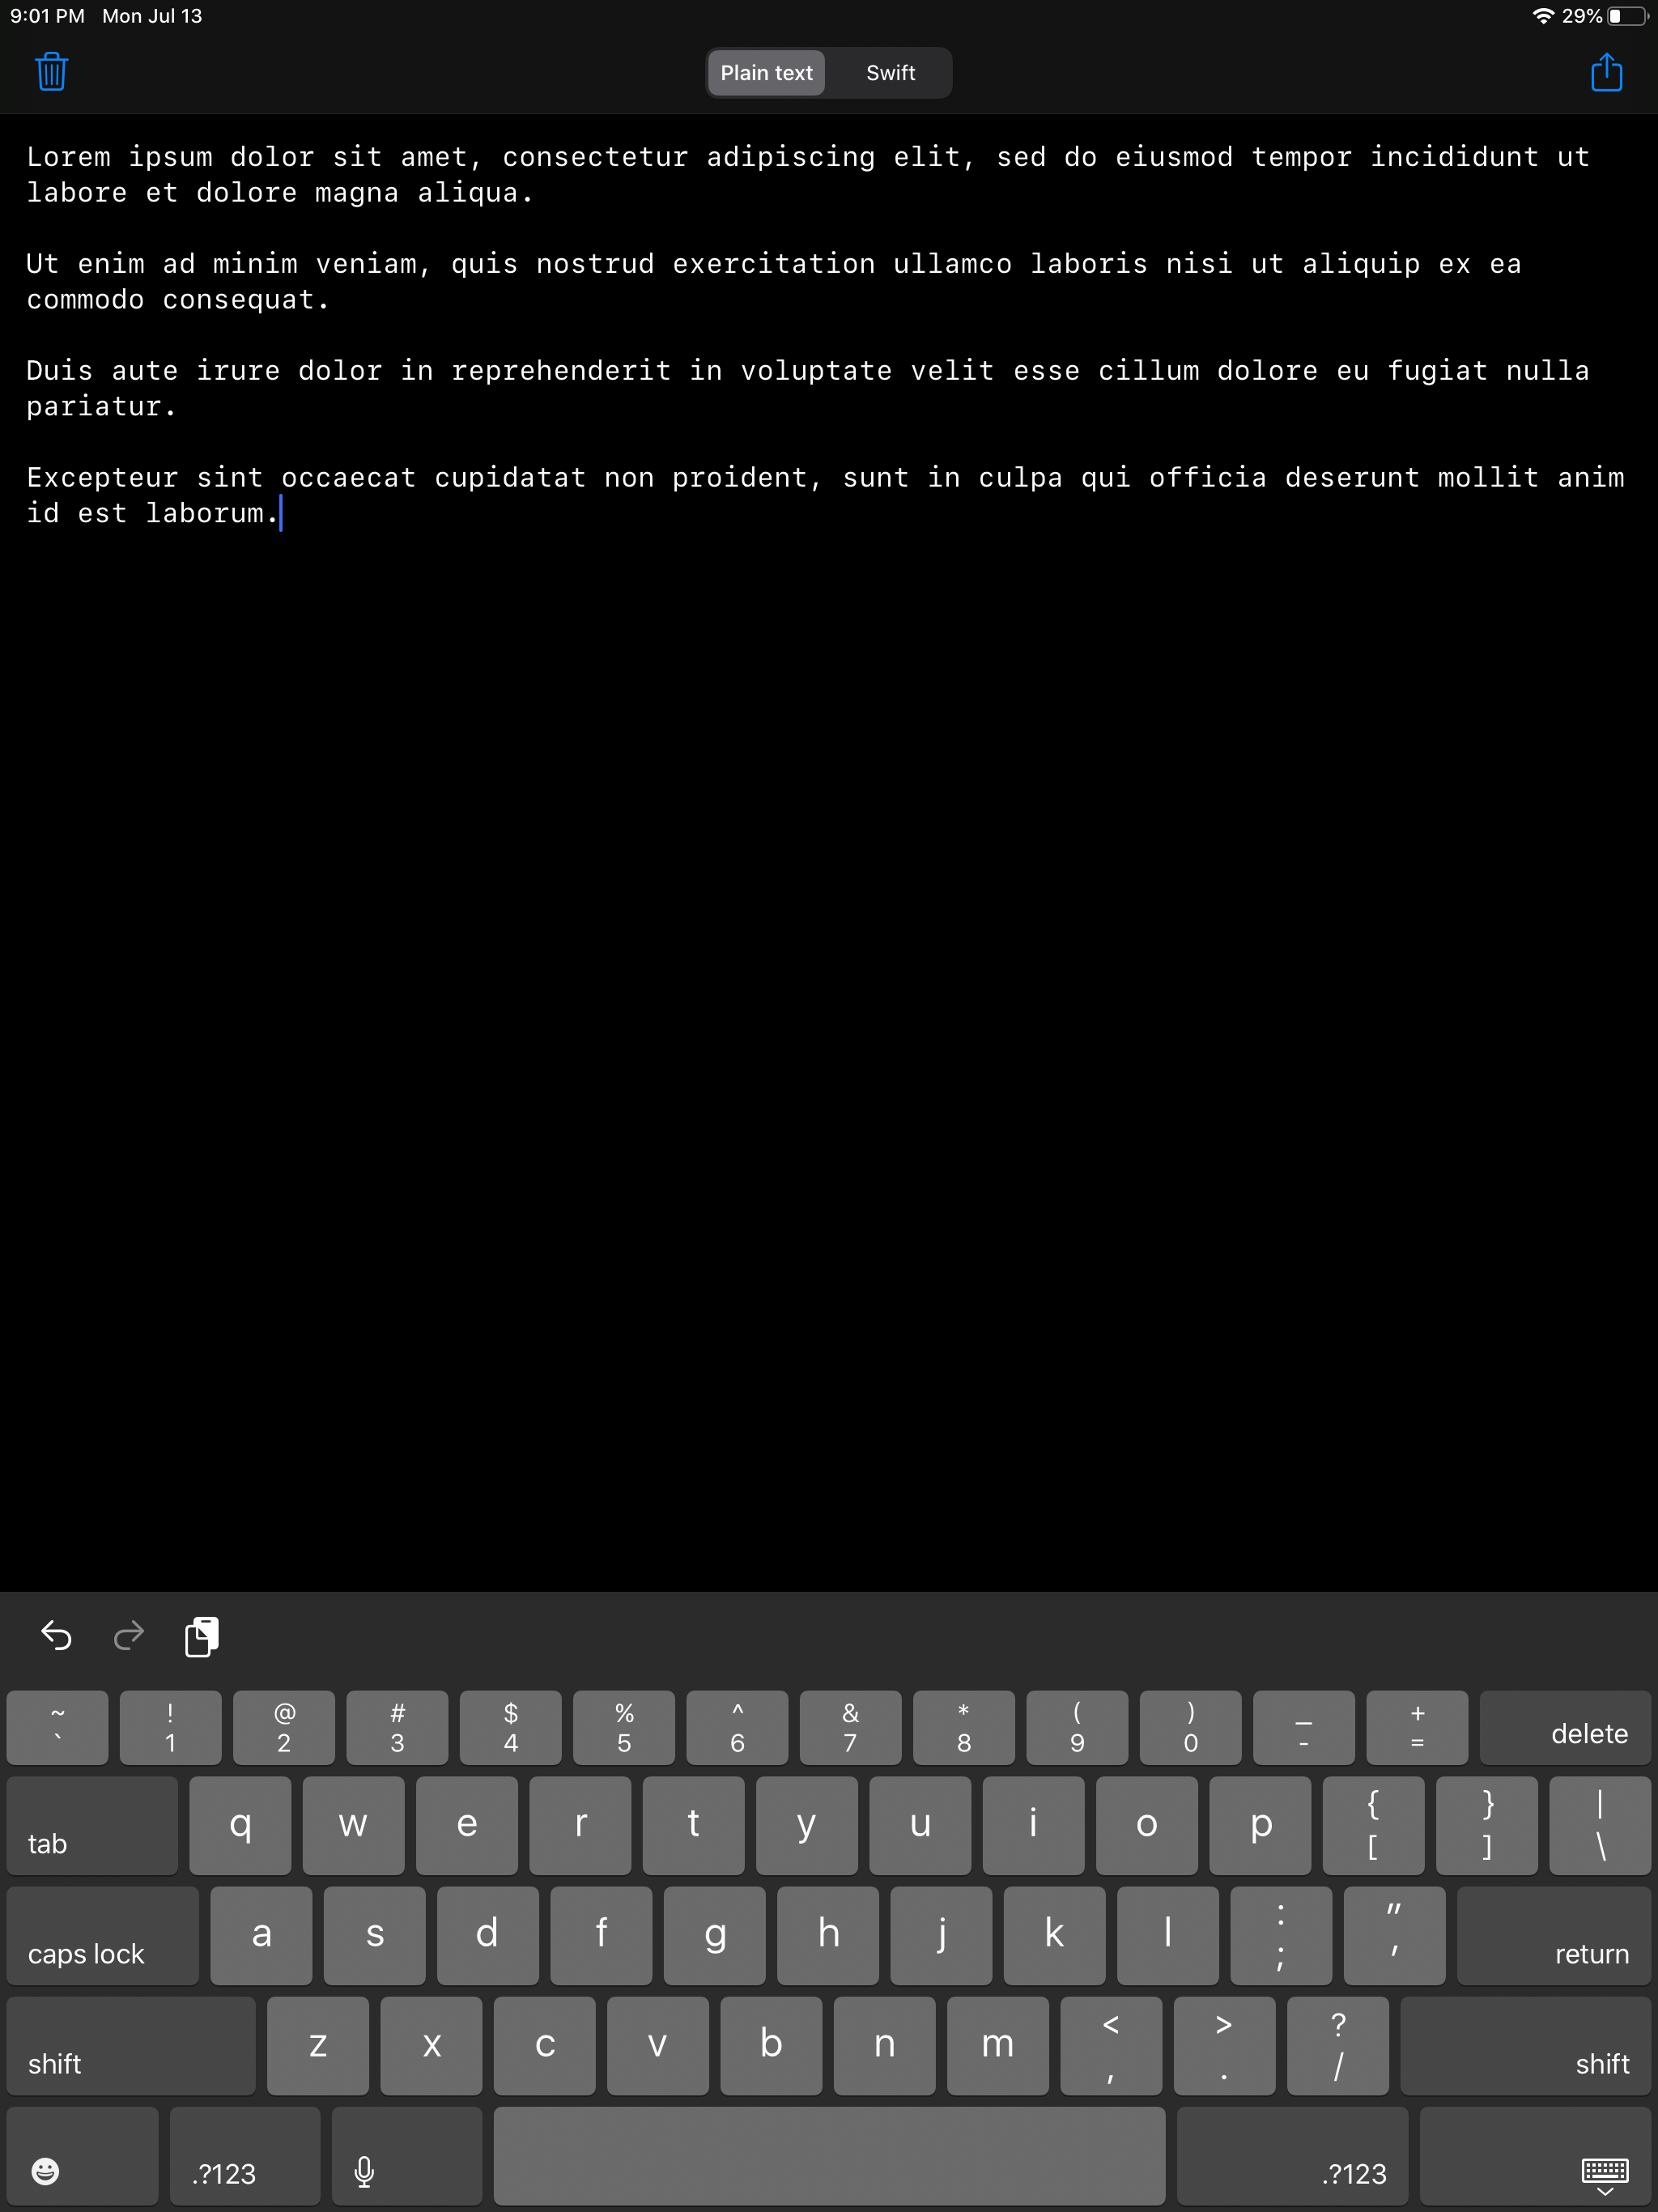 9:01 PM Mon Jul 13 29%
Plain text Swift
Lorem ipsum dolor sit amet, consectetur adipiscing elit, sed do eiusmod tempor incididunt ut
labore et dolore magna aliqua.
Ut enim ad minim veniam, quis nostrud exercitation ullamco laboris nisi ut aliquip ex ea
commodo consequat.
Duis aute irure dolor in reprehenderit in voluptate velit esse cillum dolore eu fugiat nulla
pariatur.
Excepteur sint occaecat cupidatat non proident, sunt in culpa qui officia deserunt mollit anim
id est laborum.
~ ! @ # $ % ^ & * ( ) _ +
` 1 2 3 4 5 6 7 8 9 0 - = delete
{ } |
tab q w e r t y u i o p [ ] \
: "
caps lock a s d f g h j k l ; ' return
< > ?
shift z x c v b n m , . / shift
.?123 .?123